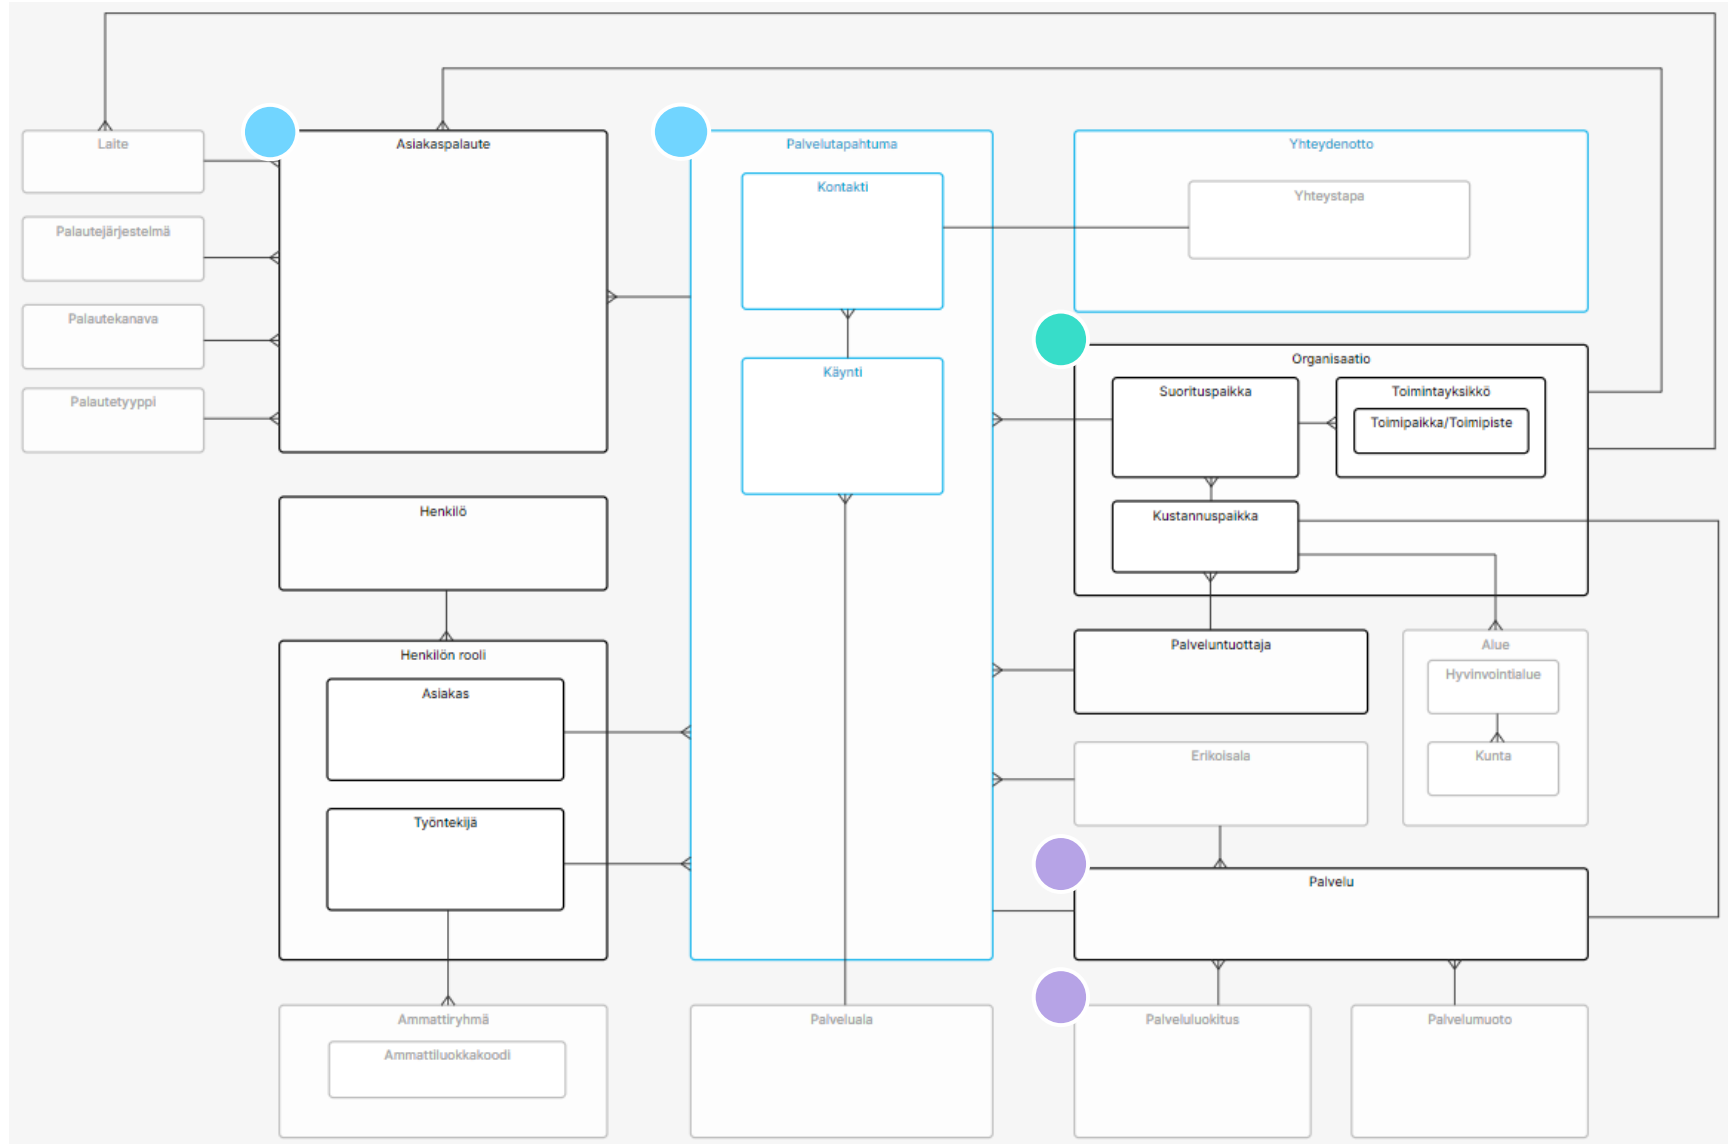 Laite
Asiakaspalaute
Palvelutapahtuma
Yhteydenotto
Kontakti
Yhteystapa
Palautejärjestelmä
Palautekanava
Organisaatio
Käynti
Suorituspaikka
Toimintayksikkö
Palautetyyppi
Toimipaikka/Toimipiste
Henkilö
Kustannuspaikka
Henkilön rooli
Palveluntuottaja
Alue
Asiakas
Hyvinvointialue
Erikoisala
Kunta
Työntekijä
Palvelu
Ammattiryhmä
Palveluala
Palveluluokitus
Palvelumuoto
Ammattiluokkakoodi